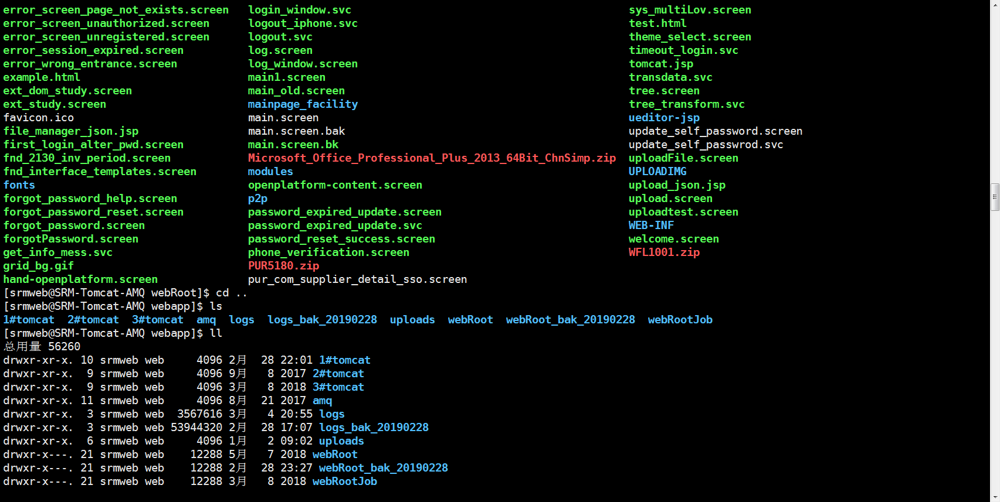 error_screen_page_not_exists.screen   login_window.svc                                           sys_multiLov.screen
error_screen_unauthorized.screen      logout_iphone.svc                                          test.html
error_screen_unregistered.screen      logout.svc                                                 theme_select.screen
error_session_expired.screen          log.screen                                                 timeout_login.svc
error_wrong_entrance.screen           log_window.screen                                          tomcat.jsp
example.html                          main1.screen                                               transdata.svc
ext_dom_study.screen                  main_old.screen                                            tree.screen
ext_study.screen                      mainpage_facility                                          tree_transform.svc
favicon.ico                           main.screen                                                ueditor-jsp
file_manager_json.jsp                 main.screen.bak                                            update_self_password.screen
first_login_alter_pwd.screen          main.screen.bk                                             update_self_passwrod.svc
fnd_2130_inv_period.screen            Microsoft_Office_Professional_Plus_2013_64Bit_ChnSimp.zip  uploadFile.screen
fnd_interface_templates.screen        modules                                                    UPLOADIMG
fonts                                 openplatform-content.screen                                upload_json.jsp
forgot_password_help.screen           p2p                                                        upload.screen
forgot_password_reset.screen          password_expired_update.screen                             uploadtest.screen
forgot_password.screen                password_expired_update.svc                                WEB-INF
forgotPassword.screen                 password_reset_success.screen                              welcome.screen
get_info_mess.svc                     phone_verification.screen                                  WFL1001.zip
grid_bg.gif                           PUR5180.zip
hand-openplatform.screen              pur_com_supplier_detail_sso.screen
[srmweb@SRM-Tomcat-AMQ webRoot]$ cd ..
[srmweb@SRM-Tomcat-AMQ webapp]$ ls
1#tomcat  2#tomcat  3#tomcat  amq  logs  logs_bak_20190228  uploads  webRoot  webRoot_bak_20190228  webRootJob
[srmweb@SRM-Tomcat-AMQ webapp]$ ll
总用量 56260
drwxr-xr-x. 10 srmweb web     4096 2月  28 22:01 1#tomcat
drwxr-xr-x.  9 srmweb web     4096 9月   8 2017 2#tomcat
drwxr-xr-x.  9 srmweb web     4096 3月   8 2018 3#tomcat
drwxr-xr-x. 11 srmweb web     4096 8月  21 2017 amq
drwxr-xr-x.  3 srmweb web  3567616 3月   4 20:55 logs
drwxr-xr-x.  3 srmweb web 53944320 2月  28 17:07 logs_bak_20190228
drwxr-xr-x.  6 srmweb web     4096 1月   2 09:02 uploads
drwxr-x---. 21 srmweb web    12288 5月   7 2018 webRoot
drwxr-x---. 21 srmweb web    12288 2月  28 23:27 webRoot_bak_20190228
drwxr-x---. 21 srmweb web    12288 3月   8 2018 webRootJob